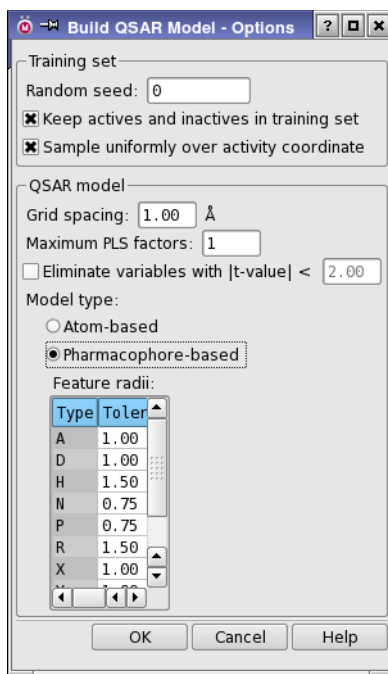 Build QSAR Model - Options
Training set
Random seed: 0
Keep actives and inactives in training set
Sample uniformly over activity coordinate
QSAR model
Grid spacing: 1.00 Å
Maximum PLS factors: 1
Eliminate variables with |t-value| < 2.00
Model type:
Atom-based
Pharmacophore-based
Feature radii:
Type Toler
A 1.00
D 1.00
H 1.50
N 0.75
P 0.75
R 1.50
X 1.00
OK Cancel Help